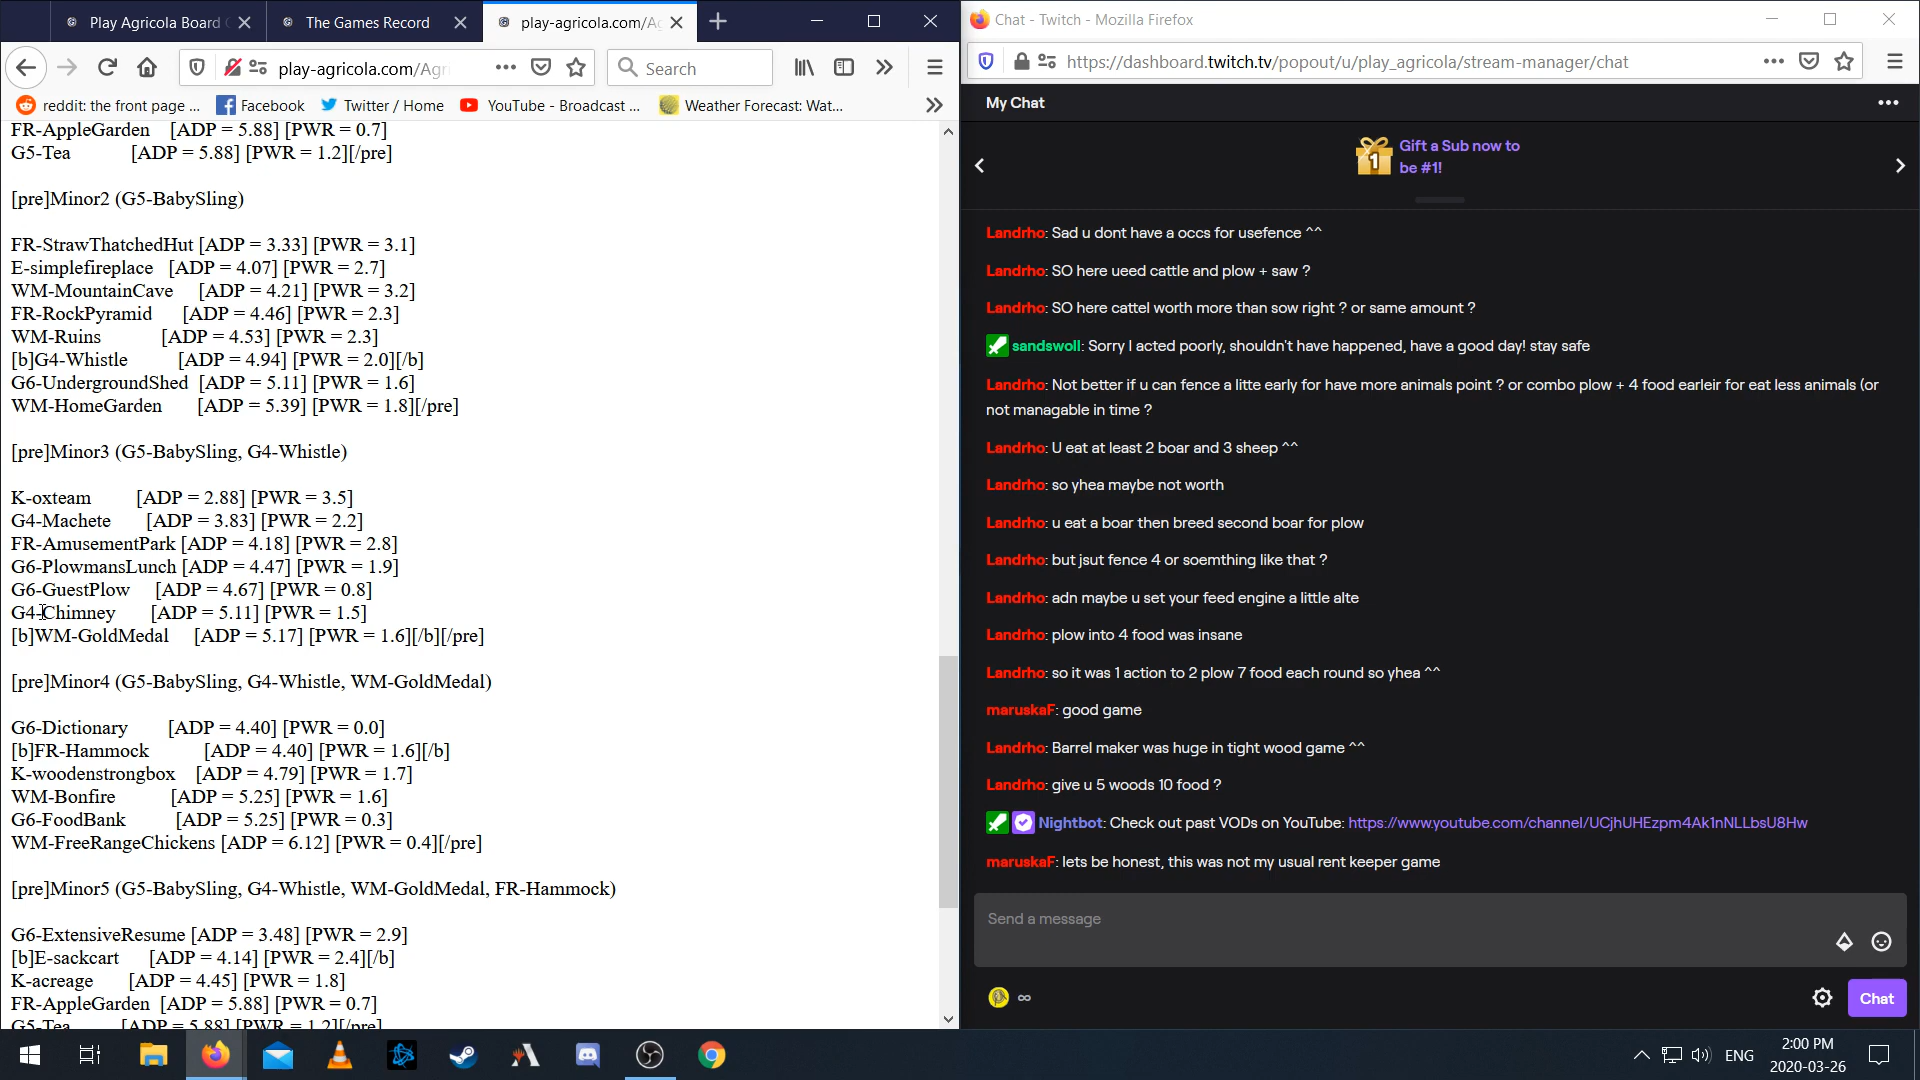 Play Agricola Board
The Games Record
play-agricola.com/Ag
play-agricola.com/Agr
Search
reddit: the front page ...
Facebook
Twitter / Home
YouTube - Broadcast ...
Weather Forecast: Wat...
FR-AppleGarden [ADP = 5.88] [PWR = 0.7]
G5-Tea [ADP = 5.88] [PWR = 1.2][/pre]
[pre]Minor2 (G5-BabySling)
FR-StrawThatchedHut [ADP = 3.33] [PWR = 3.1]
E-simplefireplace [ADP = 4.07] [PWR = 2.7]
WM-MountainCave [ADP = 4.21] [PWR = 3.2]
FR-RockPyramid [ADP = 4.46] [PWR = 2.3]
WM-Ruins [ADP = 4.53] [PWR = 2.3]
[b]G4-Whistle [ADP = 4.94] [PWR = 2.0][/b]
G6-UndergroundShed [ADP = 5.11] [PWR = 1.6]
WM-HomeGarden [ADP = 5.39] [PWR = 1.8][/pre]
[pre]Minor3 (G5-BabySling, G4-Whistle)
K-oxteam [ADP = 2.88] [PWR = 3.5]
G4-Machete [ADP = 3.83] [PWR = 2.2]
FR-AmusementPark [ADP = 4.18] [PWR = 2.8]
G6-PlowmansLunch [ADP = 4.47] [PWR = 1.9]
G6-GuestPlow [ADP = 4.67] [PWR = 0.8]
G4-Chimney [ADP = 5.11] [PWR = 1.5]
[b]WM-GoldMedal [ADP = 5.17] [PWR = 1.6][/b][/pre]
[pre]Minor4 (G5-BabySling, G4-Whistle, WM-GoldMedal)
G6-Dictionary [ADP = 4.40] [PWR = 0.0]
[b]FR-Hammock [ADP = 4.40] [PWR = 1.6][/b]
K-woodenstrongbox [ADP = 4.79] [PWR = 1.7]
WM-Bonfire [ADP = 5.25] [PWR = 1.6]
G6-FoodBank [ADP = 5.25] [PWR = 0.3]
WM-FreeRangeChickens [ADP = 6.12] [PWR = 0.4][/pre]
[pre]Minor5 (G5-BabySling, G4-Whistle, WM-GoldMedal, FR-Hammock)
G6-ExtensiveResume [ADP = 3.48] [PWR = 2.9]
[b]E-sackcart [ADP = 4.14] [PWR = 2.4][/b]
K-acreage [ADP = 4.45] [PWR = 1.8]
FR-AppleGarden [ADP = 5.88] [PWR = 0.7]
G5-Tea [ADP = 5.88] [PWR = 1.2][/pre]
Chat - Twitch - Mozilla Firefox
https://dashboard.twitch.tv/popout/u/play_agricola/stream-manager/chat
My Chat
1
Gift a Sub now to
be #1!
Landrho: Sad u dont have a occs for usefence ^^
Landrho: SO here ueed cattle and plow + saw ?
Landrho: SO here cattel worth more than sow right ? or same amount ?
sandswoll: Sorry I acted poorly, shouldn't have happened, have a good day! stay safe
Landrho: Not better if u can fence a litte early for have more animals point ? or combo plow + 4 food earleir for eat less animals (or
not managable in time ?
Landrho: U eat at least 2 boar and 3 sheep ^^
Landrho: so yhea maybe not worth
Landrho: u eat a boar then breed second boar for plow
Landrho: but jsut fence 4 or soemthing like that ?
Landrho: adn maybe u set your feed engine a little alte
Landrho: plow into 4 food was insane
Landrho: so it was 1 action to 2 plow 7 food each round so yhea ^^
maruskaF: good game
Landrho: Barrel maker was huge in tight wood game ^^
Landrho: give u 5 woods 10 food ?
Nightbot: Check out past VODs on YouTube: https://www.youtube.com/channel/UCjhUHEzpm4Ak1nNLLbsU8Hw
maruskaF: lets be honest, this was not my usual rent keeper game
Send a message
∞
Chat
ENG
2:00 PM
2020-03-26